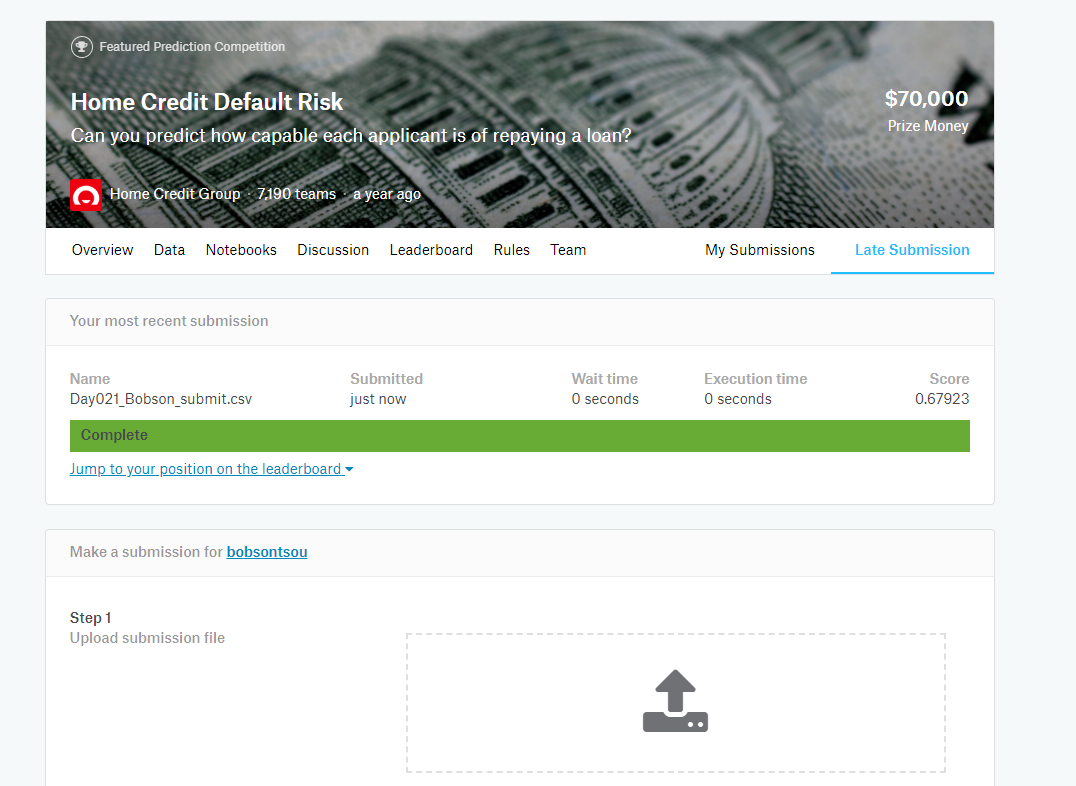 Featured Prediction Competition
Home Credit Default Risk
Can you predict how capable each applicant is of repaying a loan?
$70,000
Prize Money
Home Credit Group · 7,190 teams · a year ago
Overview Data Notebooks Discussion Leaderboard Rules Team My Submissions Late Submission
Your most recent submission
Name Submitted Wait time Execution time Score
Day021_Bobson_submit.csv just now 0 seconds 0 seconds 0.67923
Complete
Jump to your position on the leaderboard
Make a submission for bobsontsou
Step 1
Upload submission file